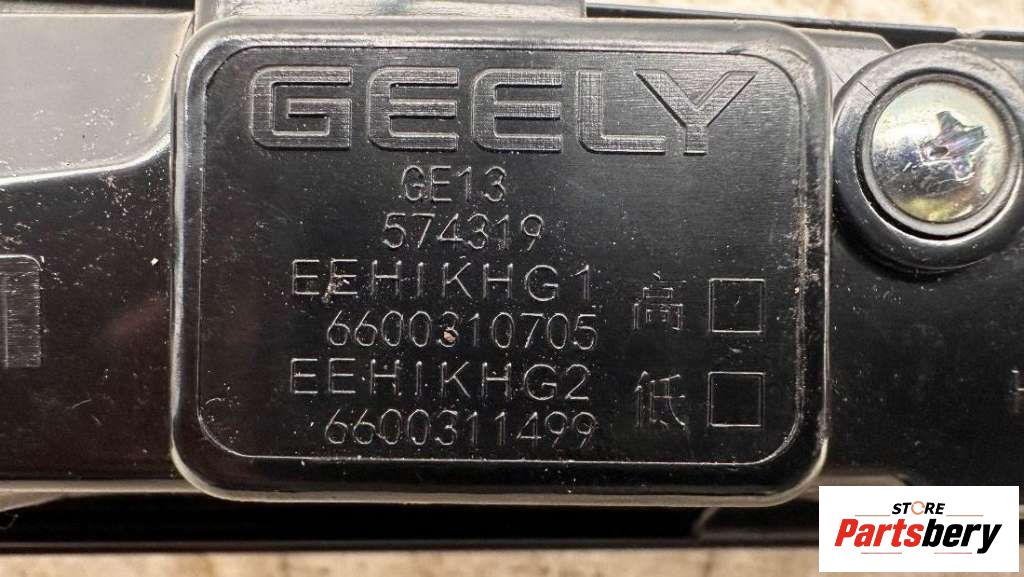 GEELY
GE13
574319
EEHIKHG1 高
6600310705
EEHIKHG2 低
6600311499
STORE
Partsbery